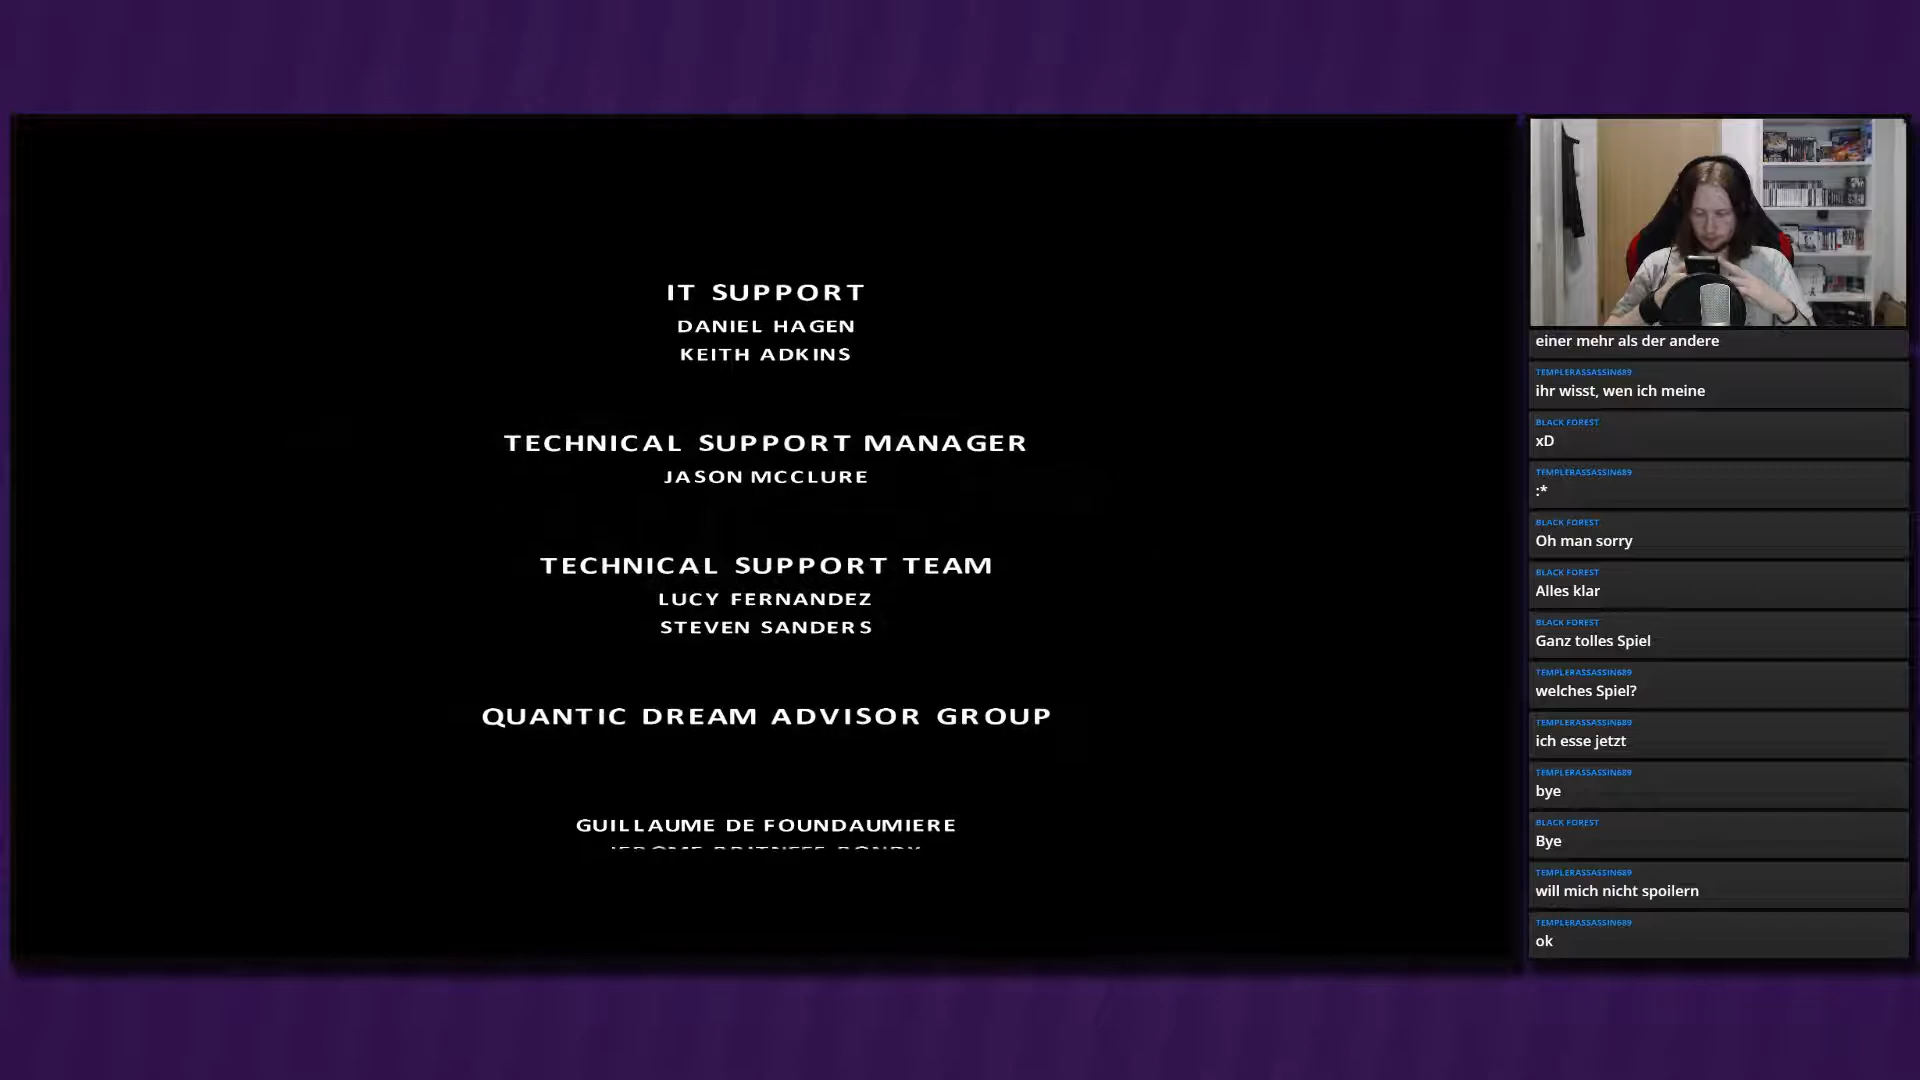 IT SUPPORT
DANIEL HAGEN
KEITH ADKINS
TECHNICAL SUPPORT MANAGER
JASON MCCLURE
TECHNICAL SUPPORT TEAM
LUCY FERNANDEZ
STEVEN SANDERS
QUANTIC DREAM ADVISOR GROUP
GUILLAUME DE FOUNDAUMIERE
einer mehr als der andere
TEMPLERASSASSIN689
ihr wisst, wen ich meine
BLACK FOREST
xD
TEMPLERASSASSIN689
:*
BLACK FOREST
Oh man sorry
BLACK FOREST
Alles klar
BLACK FOREST
Ganz tolles Spiel
TEMPLERASSASSIN689
welches Spiel?
TEMPLERASSASSIN689
ich esse jetzt
TEMPLERASSASSIN689
bye
BLACK FOREST
Bye
TEMPLERASSASSIN689
will mich nicht spoilern
TEMPLERASSASSIN689
ok